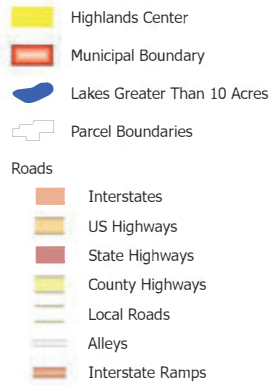 Highlands Center
Municipal Boundary
Lakes Greater Than 10 Acres
Parcel Boundaries
Roads
Interstates
US Highways
State Highways
County Highways
Local Roads
Alleys
Interstate Ramps